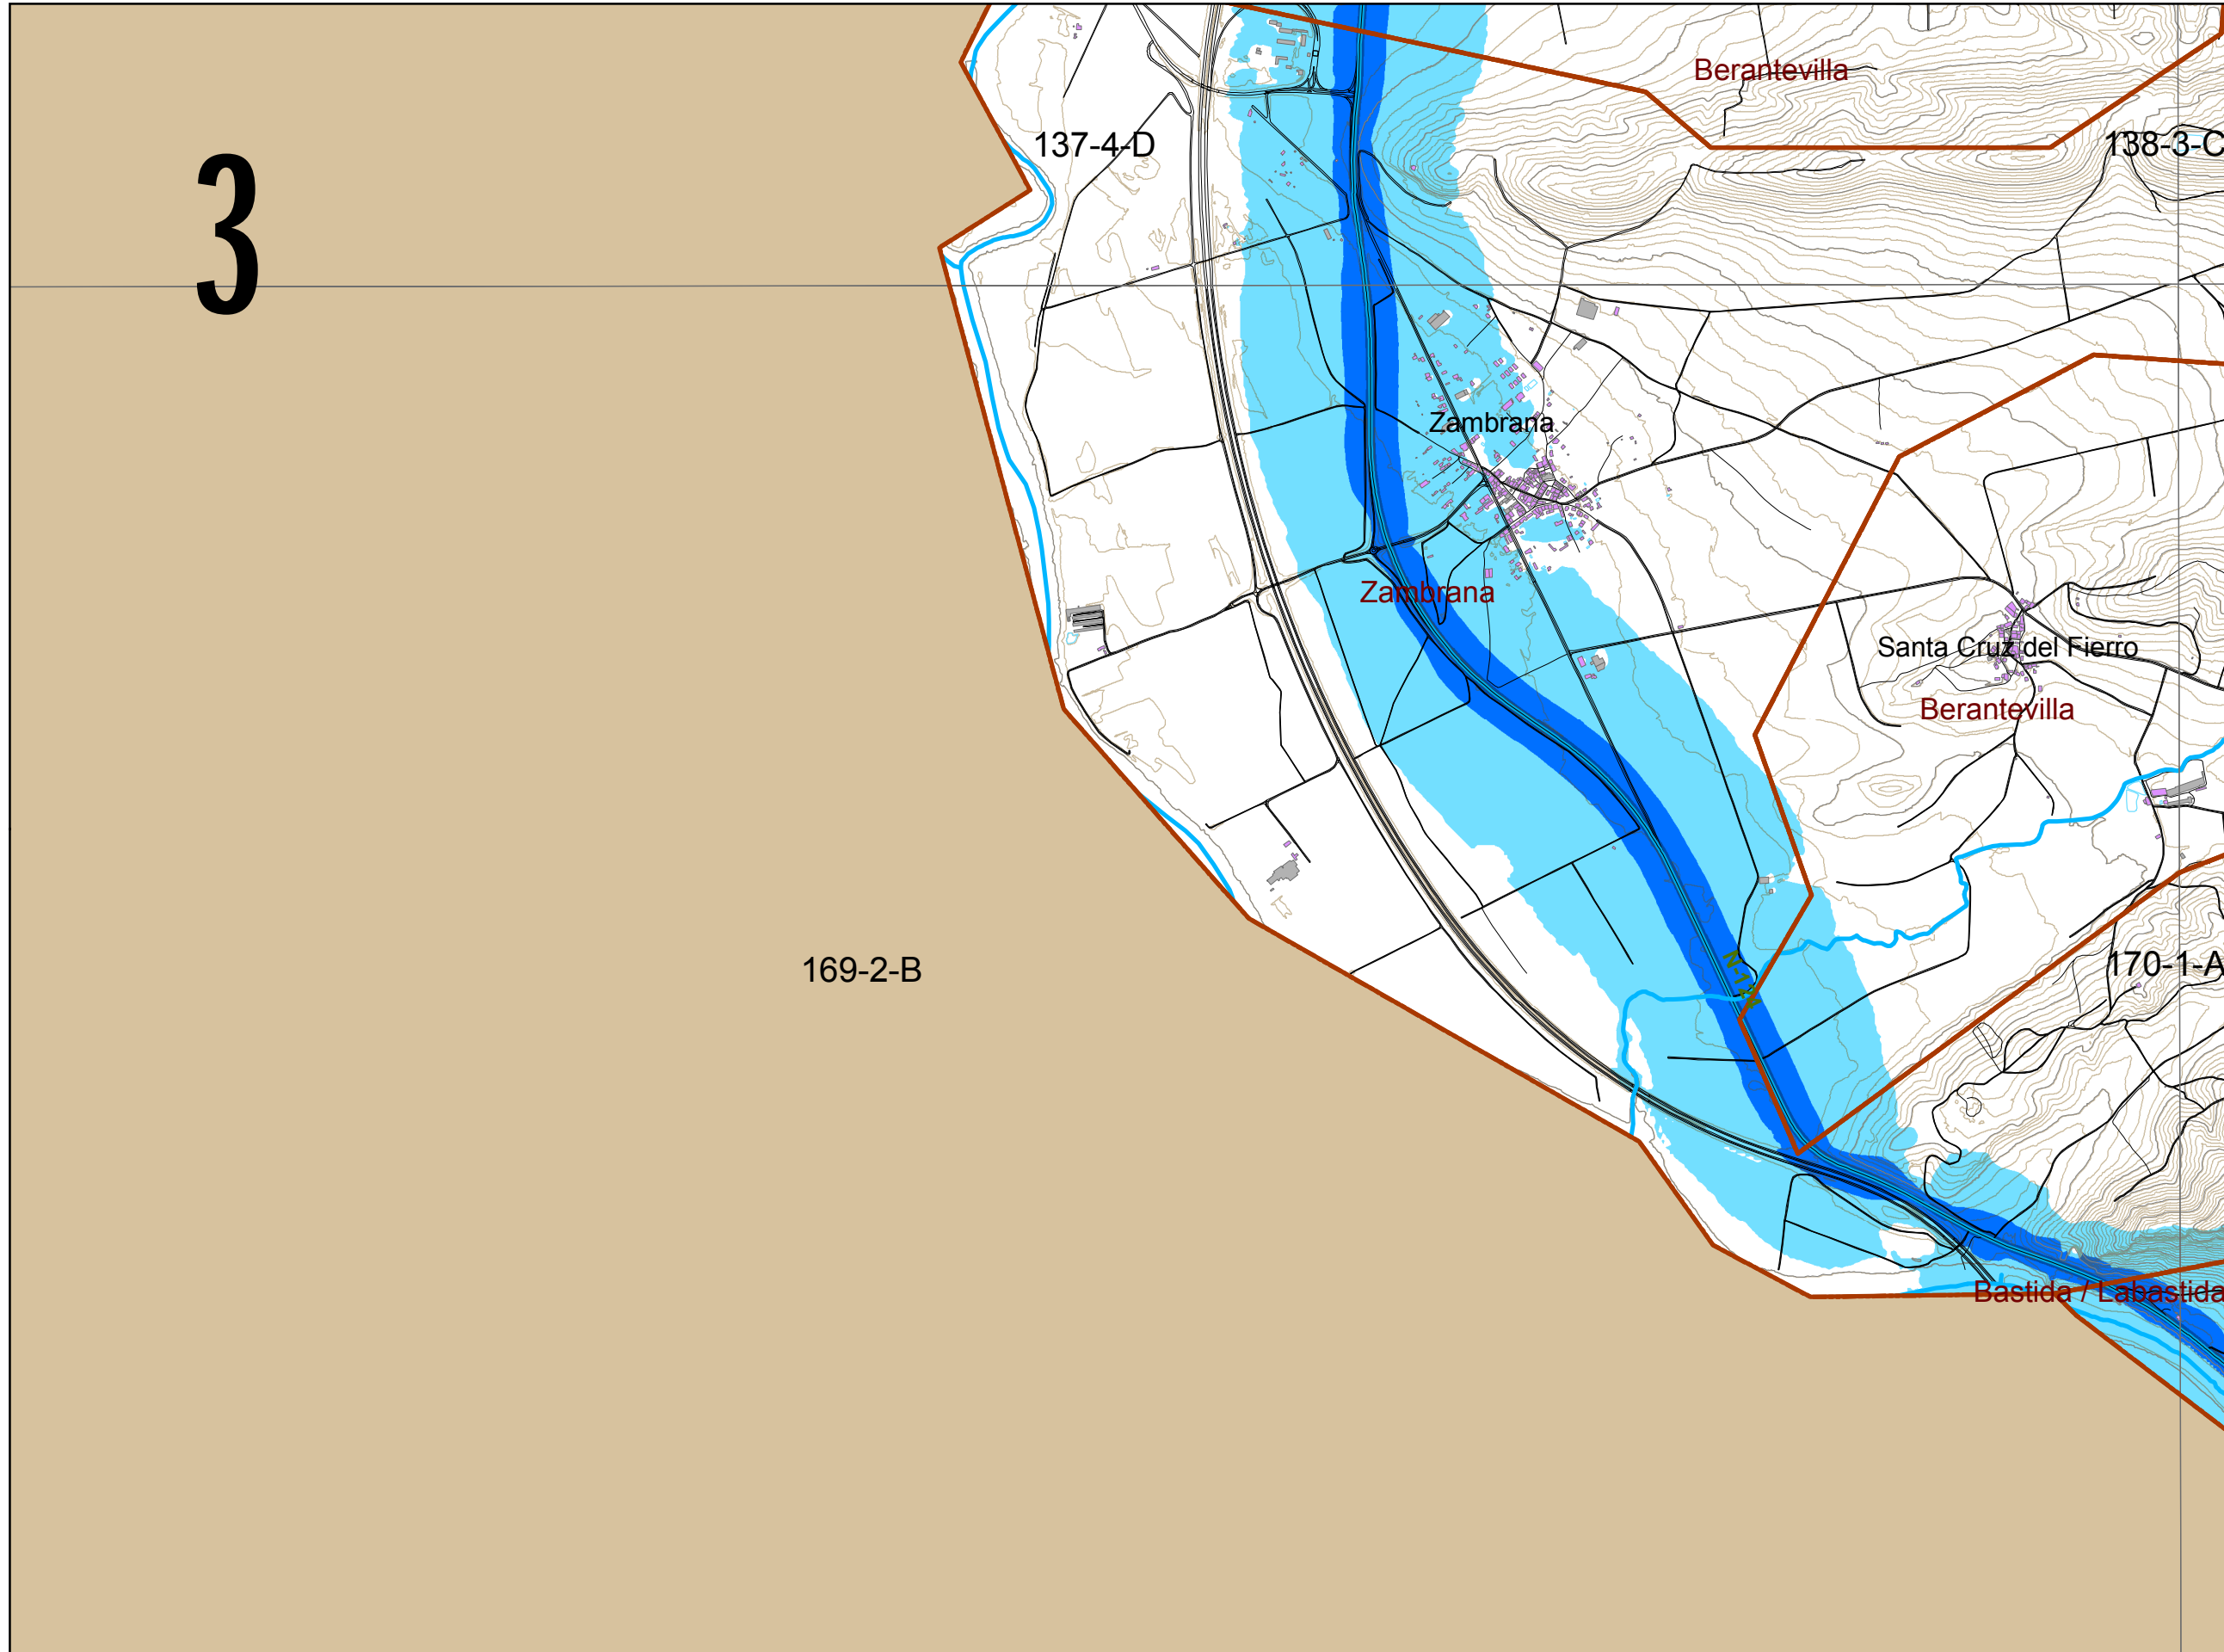 Berantevilla
3
137-4-D
138-3-C
Zambrana
Zambrana
Santa Cruz del Fierro
Berantevilla
169-2-B
170-1-A
Bastida / Labastida